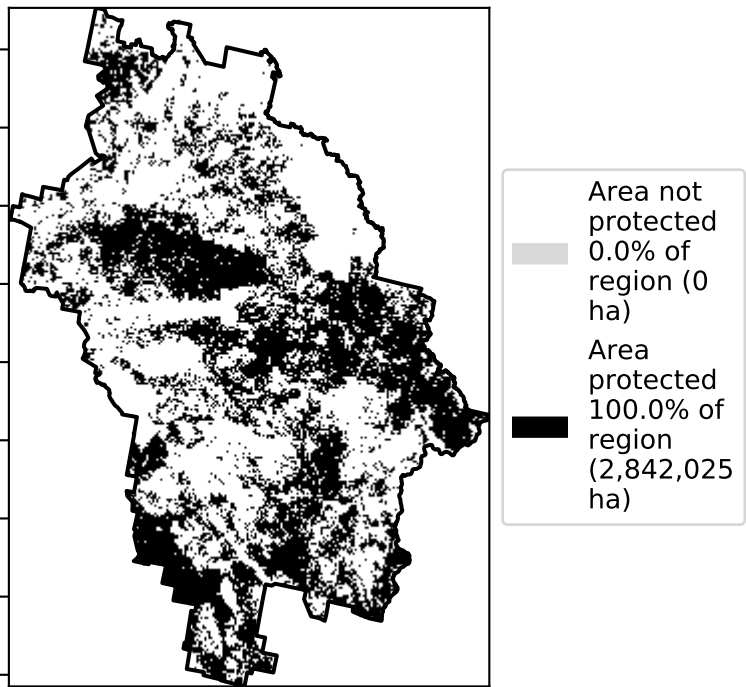 Area not
protected
0.0% of
region (0
ha)
Area
protected
100.0% of
region
(2,842,025
ha)